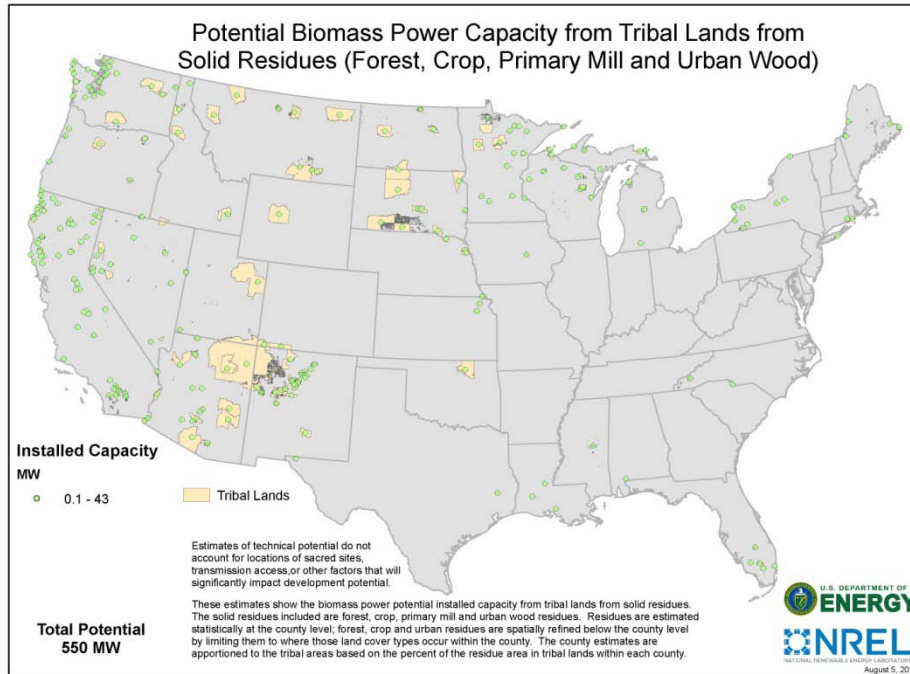 Potential Biomass Power Capacity from Tribal Lands from
Solid Residues (Forest, Crop, Primary Mill and Urban Wood)
Installed Capacity
MW
0.1 - 43
Tribal Lands
Estimates of technical potential do not
account for locations of sacred sites,
transmission access,or other factors that will
significantly impact development potential.
These estimates show the biomass power potential installed capacity from tribal lands from solid residues.
The solid residues included are forest, crop, primary mill and urban wood residues. Residues are estimated
statistically at the county level; forest, crop and urban residues are spatially refined below the county level
by limiting them to where those land cover types occur within the county. The county estimates are
apportioned to the tribal areas based on the percent of the residue area in tribal lands within each county.
Total Potential
550 MW
U.S. DEPARTMENT OF
ENERGY
NREL
NATIONAL RENEWABLE ENERGY LABORATORY
August 5, 20